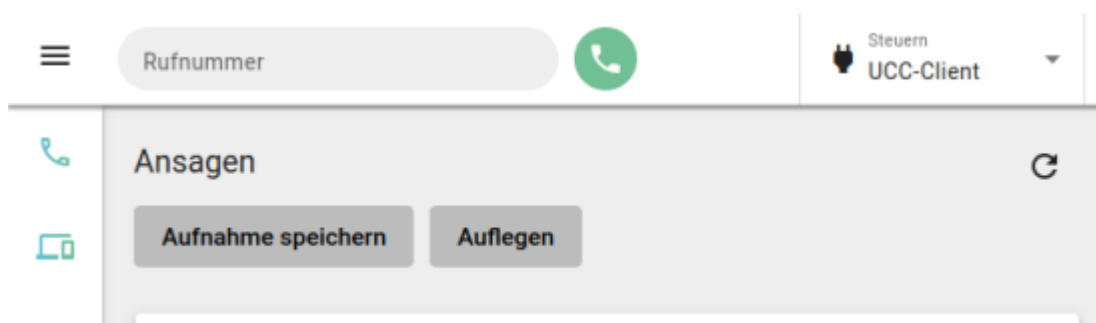 Rufnummer
Steuern
UCC-Client
Ansagen
Aufnahme speichern
Auflegen